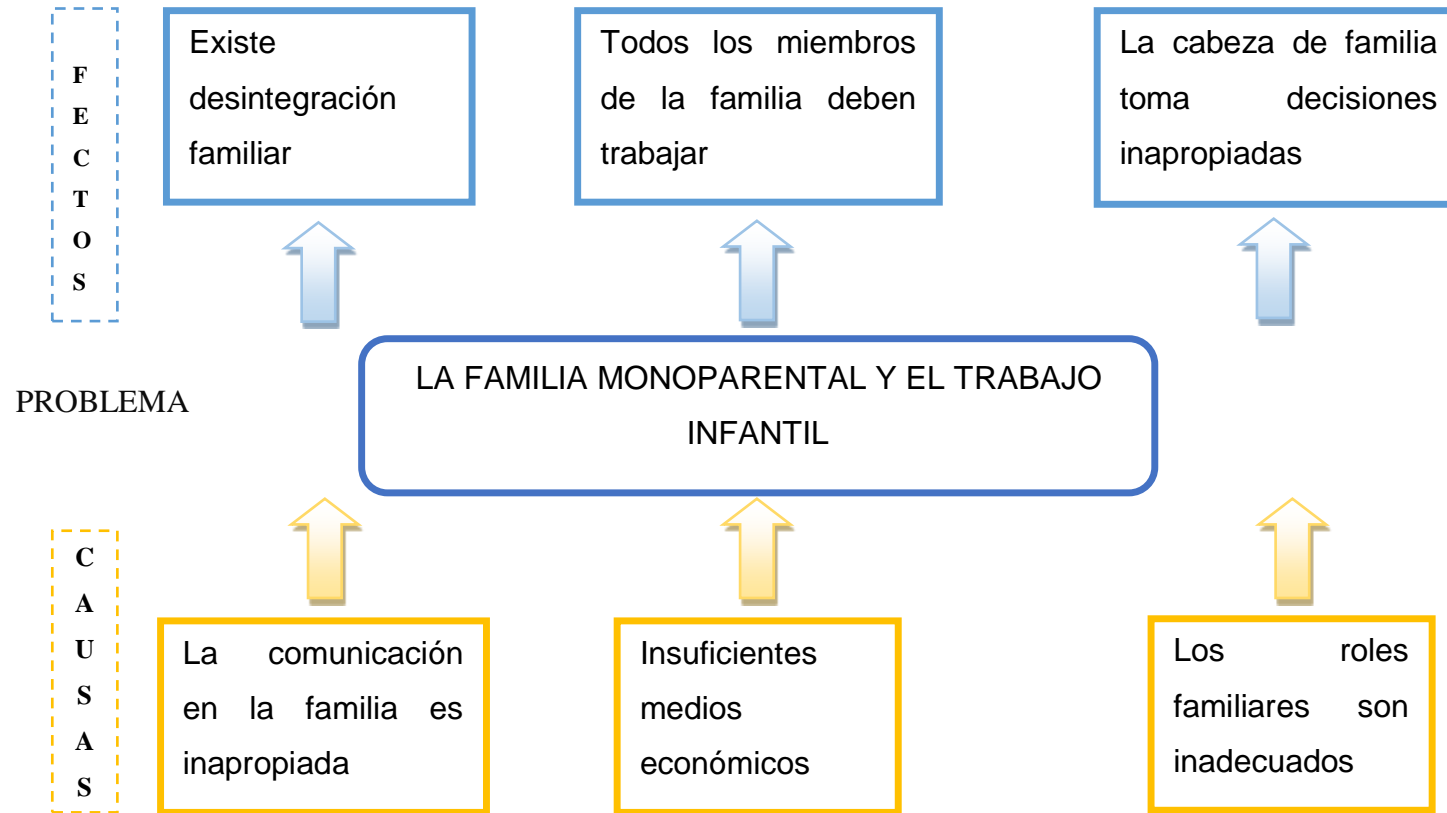 F
E
C
T
O
S
Existe
desintegración
familiar
Todos los miembros
de la familia deben
trabajar
La cabeza de familia
toma decisiones
inapropiadas
PROBLEMA
LA FAMILIA MONOPARENTAL Y EL TRABAJO
INFANTIL
C
A
U
S
A
S
La comunicación
en la familia es
inapropiada
Insuficientes
medios
económicos
Los roles
familiares son
inadecuados